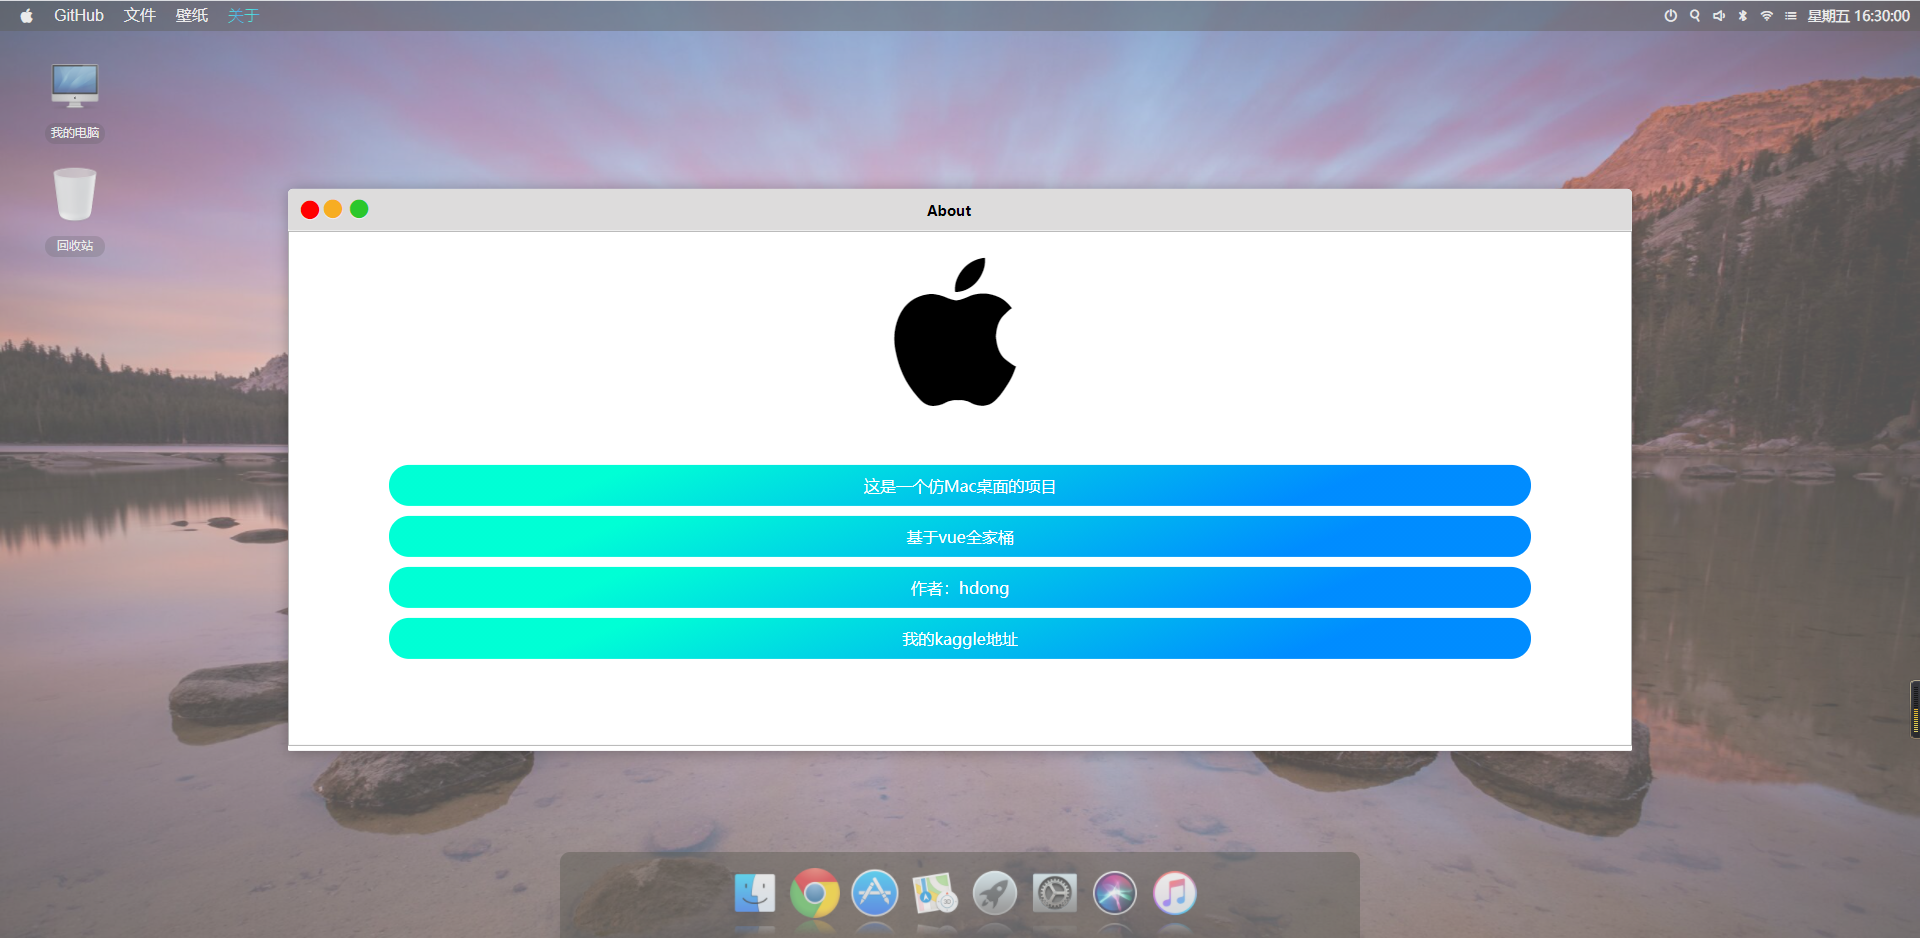 GitHub 文件 壁纸 关于 星期五 16:30:00
我的电脑
回收站
About
这是一个仿Mac桌面的项目
基于vue全家桶
作者：hdong
我的kaggle地址
3D